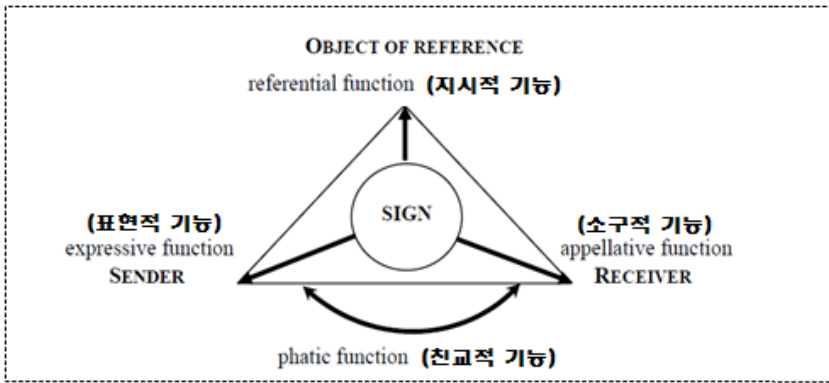 OBJECT OF REFERENCE
referential function (지시적 기능)
SIGN
(표현적 기능)
expressive function
SENDER
(소구적 기능)
appellative function
RECEIVER
phatic function (친교적 기능)